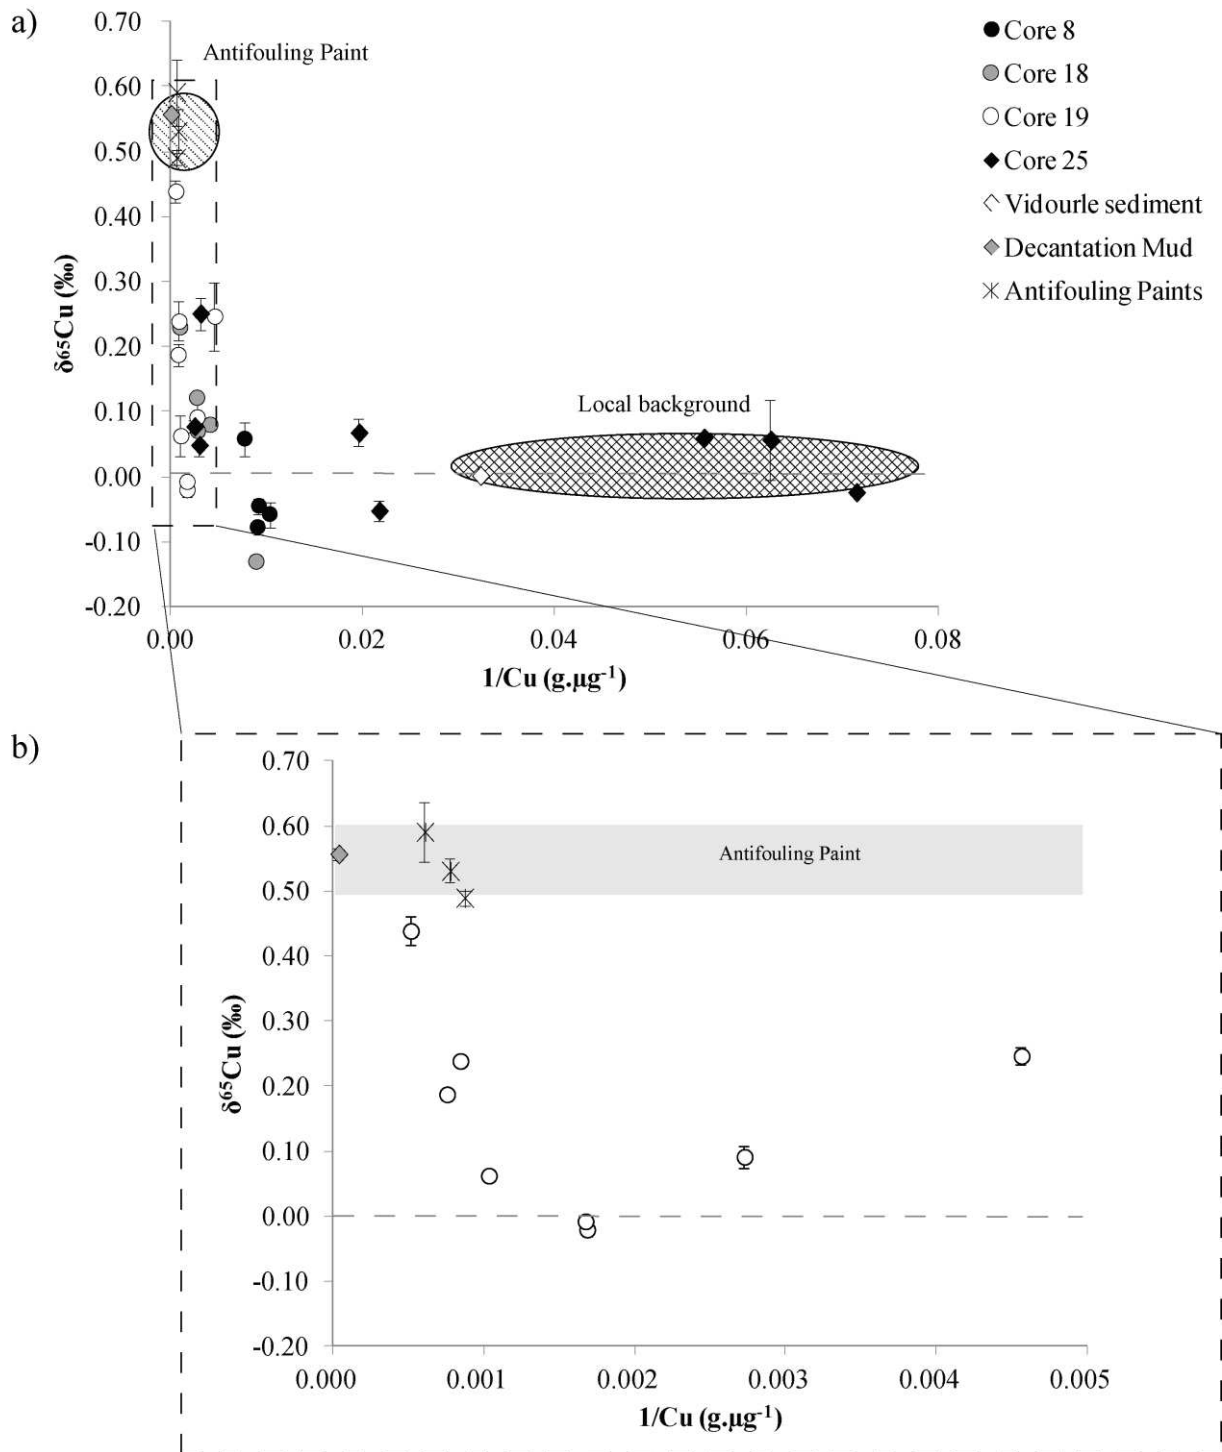 a)
0.70
0.60
0.50
0.40
0.30
0.20
0.10
0.00
-0.10
-0.20
δ⁶⁵Cu (‰)
Antifouling Paint
Local background
0.00 0.02 0.04 0.06 0.08
1/Cu (g.µg⁻¹)
Core 8
Core 18
Core 19
Core 25
Vidourle sediment
Decantation Mud
Antifouling Paints
b)
0.70
0.60
0.50
0.40
0.30
0.20
0.10
0.00
-0.10
-0.20
δ⁶⁵Cu (‰)
Antifouling Paint
0.000 0.001 0.002 0.003 0.004 0.005
1/Cu (g.µg⁻¹)